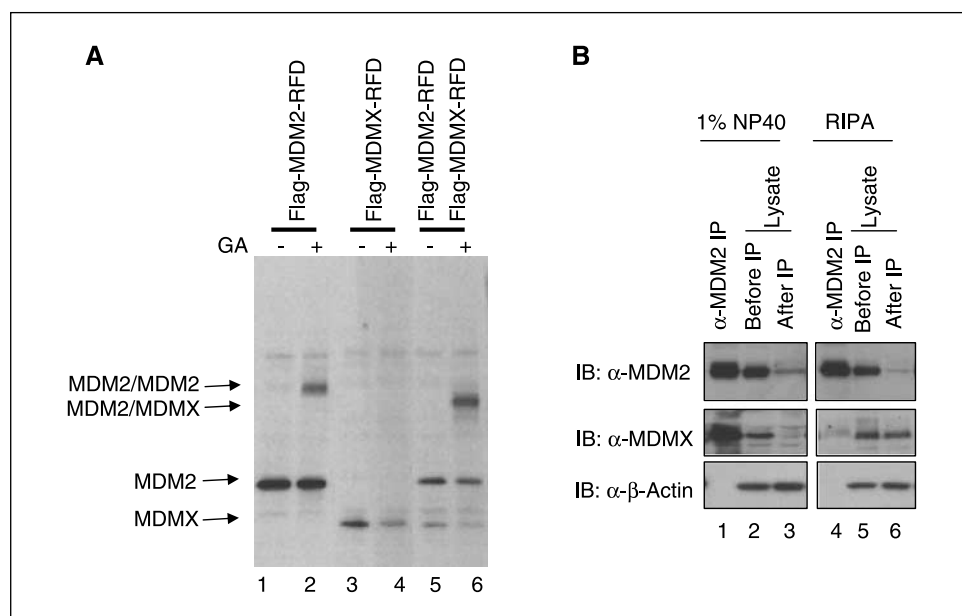 A
Flag-MDM2-RFD
Flag-MDMX-RFD
Flag-MDM2-RFD
Flag-MDMX-RFD
GA - + - + - +
MDM2/MDM2
MDM2/MDMX
MDM2
MDMX
1 2 3 4 5 6
B
1% NP40 RIPA
Lysate Lysate
α-MDM2 IP
Before IP
After IP
α-MDM2 IP
Before IP
After IP
IB: α-MDM2
IB: α-MDMX
IB: α-β-Actin
1 2 3 4 5 6